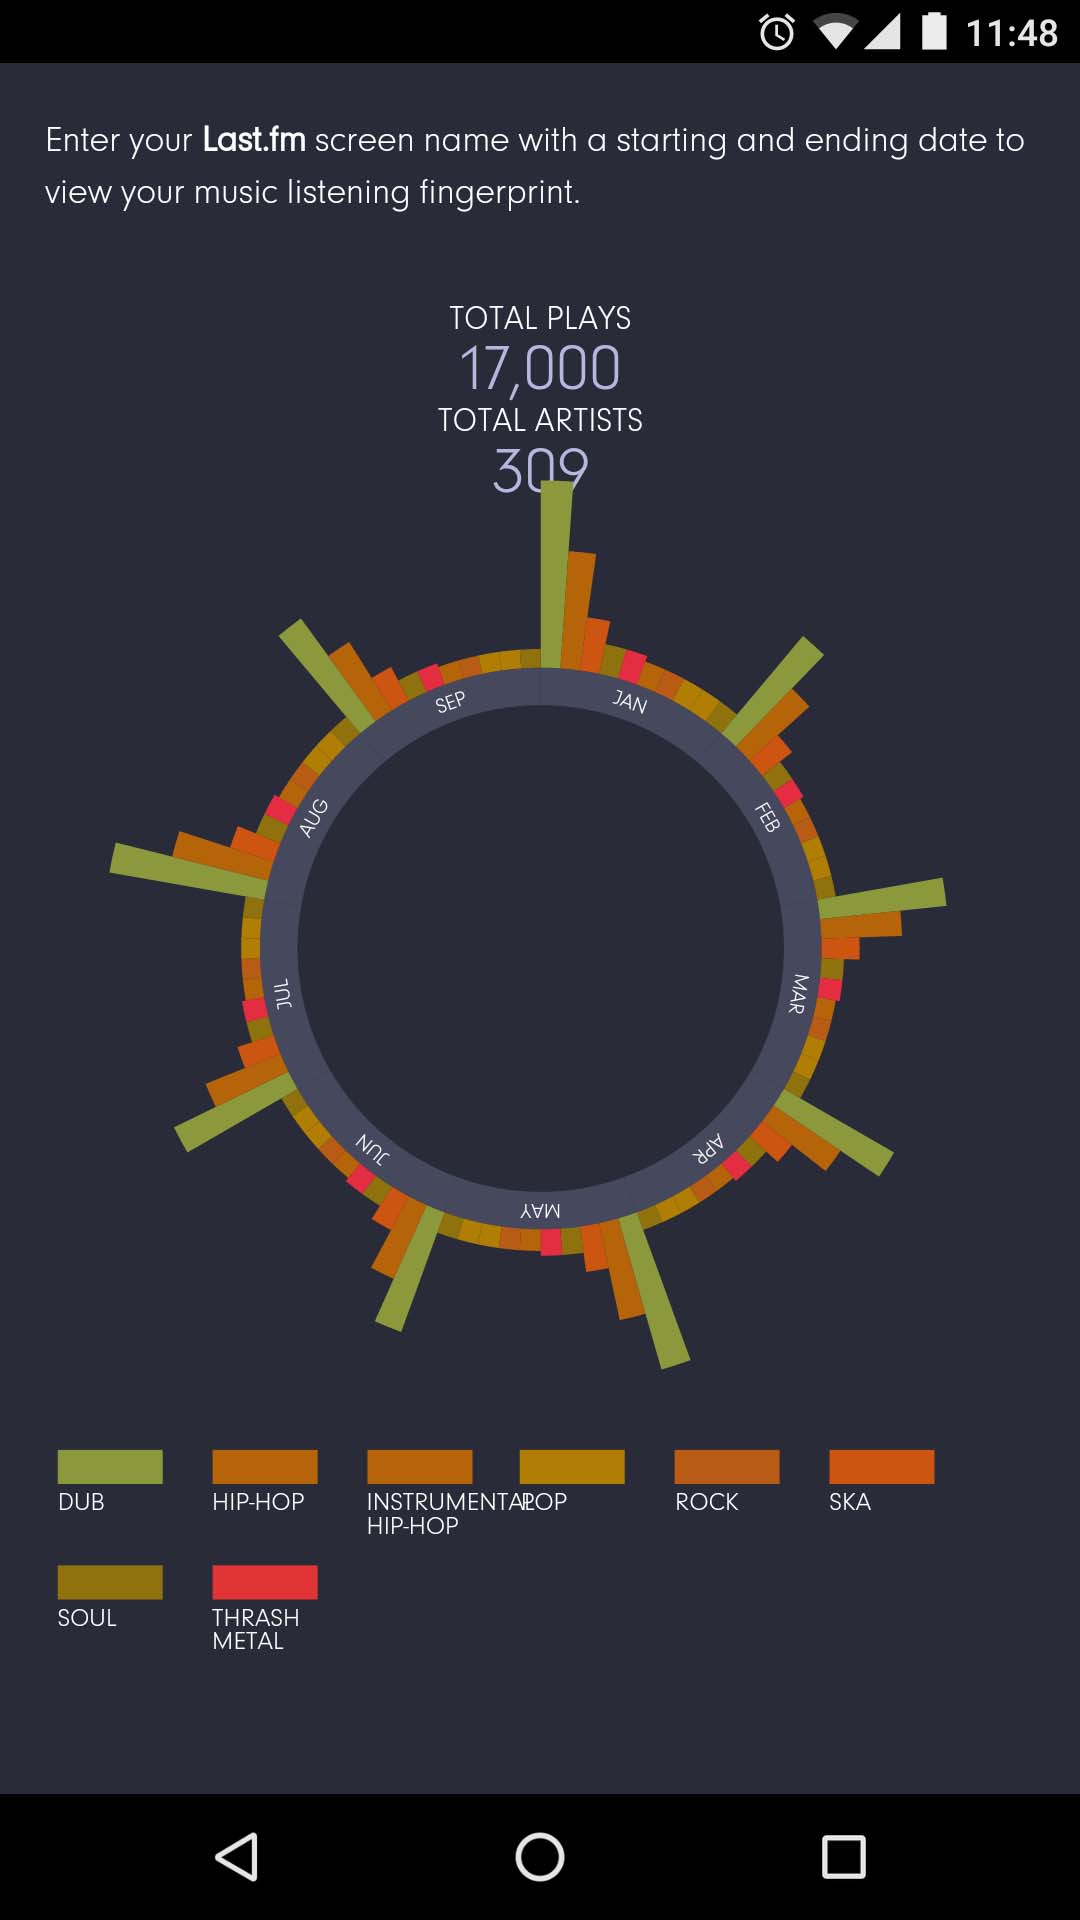 11:48
Enter your Last.fm screen name with a starting and ending date to
view your music listening fingerprint.
TOTAL PLAYS
17,000
TOTAL ARTISTS
309
JAN
FEB
MAR
APR
MAY
JUN
JUL
AUG
SEP
DUB
HIP-HOP
INSTRUMENTAL
HIP-HOP
POP
ROCK
SKA
SOUL
THRASH
METAL